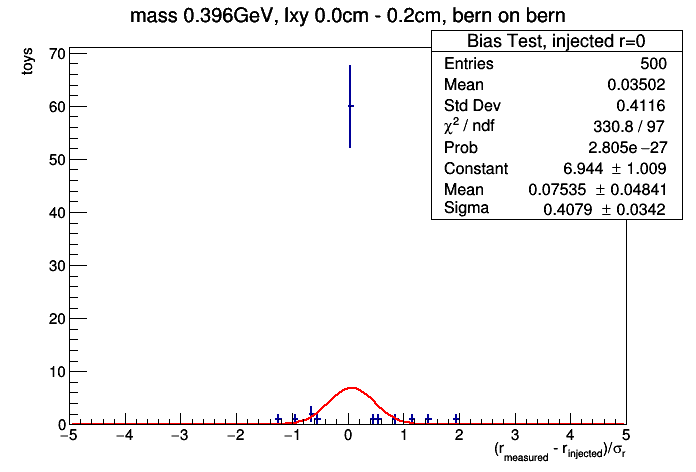 mass 0.396GeV, lxy 0.0cm - 0.2cm, bern on bern
Bias Test, injected r=0
Entries 500
Mean 0.03502
Std Dev 0.4116
χ² / ndf 330.8 / 97
Prob 2.805e−27
Constant 6.944 ± 1.009
Mean 0.07535 ± 0.04841
Sigma 0.4079 ± 0.0342
toys
70
60
50
40
30
20
10
0
−5 −4 −3 −2 −1 0 1 2 3 4 5
(r_measured - r_injected)/σ_r